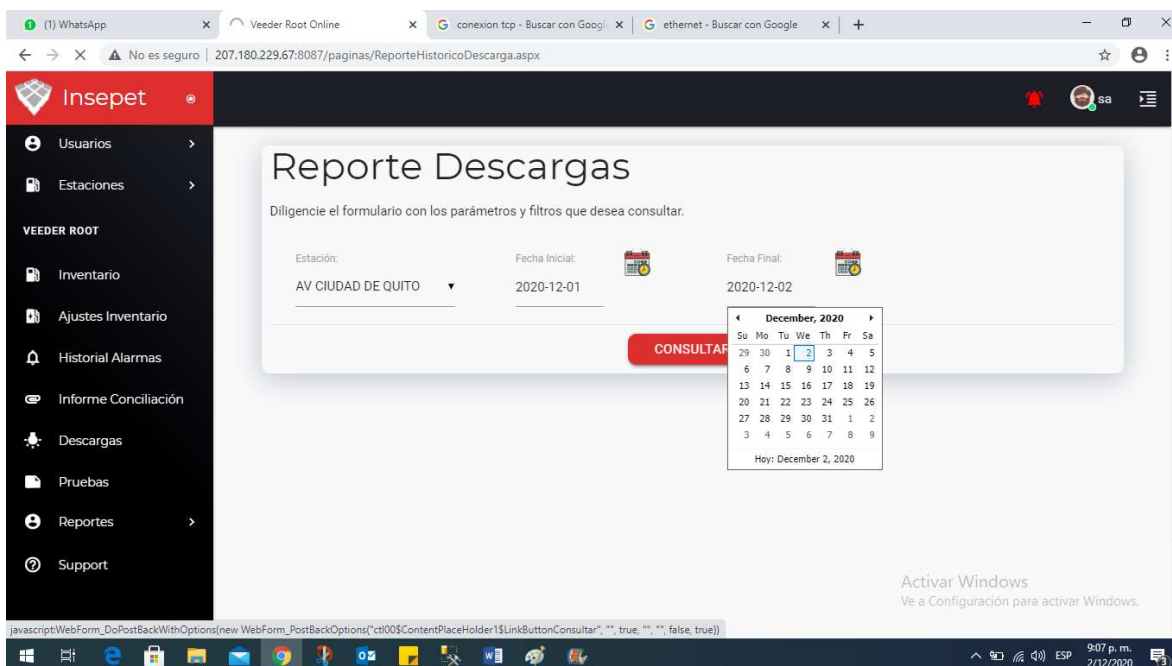 (1) WhatsApp
Veeder Root Online
conexion tcp - Buscar con Googl
ethernet - Buscar con Google
No es seguro
207.180.229.67:8087/paginas/ReporteHistoricoDescarga.aspx
Insepet
sa
Usuarios
Estaciones
VEEDER ROOT
Inventario
Ajustes Inventario
Historial Alarmas
Informe Conciliación
Descargas
Pruebas
Reportes
Support
Reporte Descargas
Diligencie el formulario con los parámetros y filtros que desea consultar.
Estación:
AV CIUDAD DE QUITO
Fecha Inicial:
2020-12-01
Fecha Final:
2020-12-02
CONSULTAR
December, 2020
Su Mo Tu We Th Fr Sa
29 30 1 2 3 4 5
6 7 8 9 10 11 12
13 14 15 16 17 18 19
20 21 22 23 24 25 26
27 28 29 30 31 1 2
3 4 5 6 7 8 9
Hoy: December 2, 2020
Activar Windows
Ve a Configuración para activar Windows.
javascript:WebForm_DoPostBackWithOptions(new WebForm_PostBackOptions("ctl00$ContentPlaceHolder1$LinkButtonConsultar", "", true, "", "", false, true))
ESP
9:07 p. m.
2/12/2020